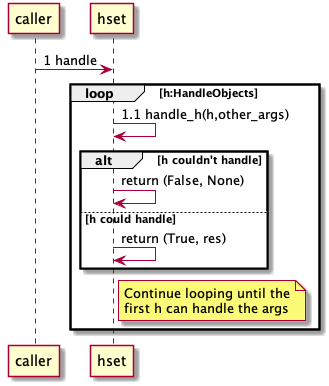 caller hset
1 handle
loop [h:HandleObjects]
1.1 handle_h(h,other_args)
alt [h couldn't handle]
return (False, None)
[h could handle]
return (True, res)
Continue looping until the
first h can handle the args
caller hset